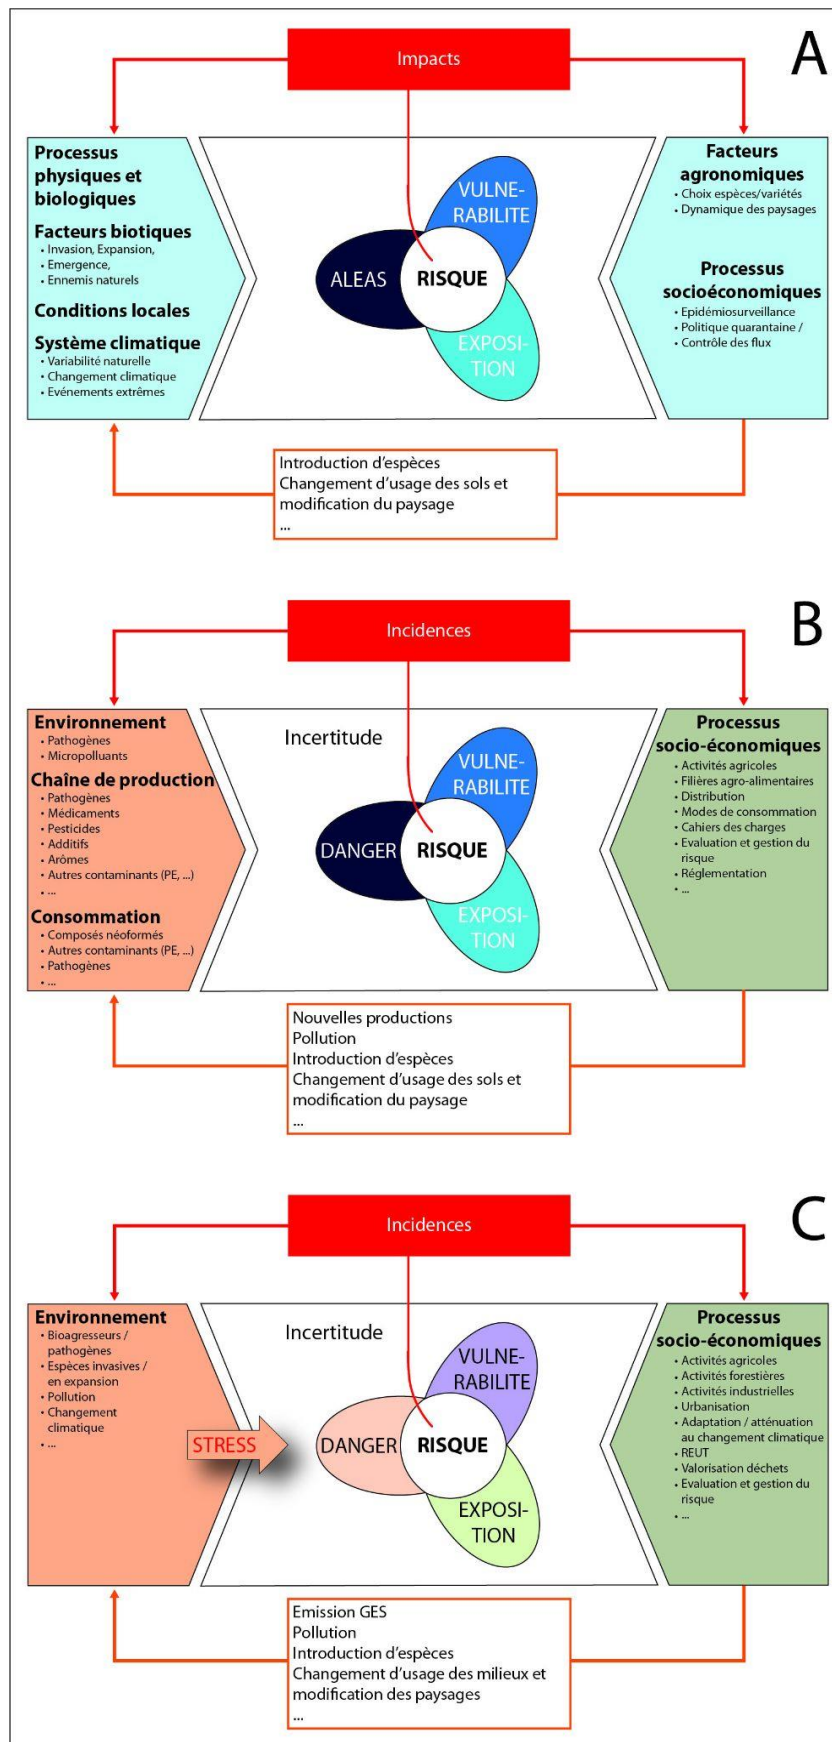 A
Impacts
Processus
physiques et
biologiques
Facteurs biotiques
• Invasion, Expansion,
• Emergence,
• Ennemis naturels
Conditions locales
Système climatique
• Variabilité naturelle
• Changement climatique
• Evénements extrêmes
VULNE-
RABILITE
ALEAS
RISQUE
EXPOSI-
TION
Facteurs
agronomiques
• Choix espèces/variétés
• Dynamique des paysages
Processus
socioéconomiques
• Epidémiosurveillance
• Politique quarantaine /
• Contrôle des flux
Introduction d'espèces
Changement d'usage des sols et
modification du paysage
...
B
Incidences
Environnement
• Pathogènes
• Micropolluants
Chaîne de production
• Pathogènes
• Médicaments
• Pesticides
• Additifs
• Arômes
• Autres contaminants (PE, ...)
• ...
Consommation
• Composés néoformés
• Autres contaminants (PE, ...)
• Pathogènes
• ...
Incertitude
VULNE-
RABILITE
DANGER
RISQUE
EXPOSI-
TION
Processus
socio-économiques
• Activités agricoles
• Filières agro-alimentaires
• Distribution
• Modes de consommation
• Cahiers des charges
• Evaluation et gestion du
risque
• Réglementation
• ...
Nouvelles productions
Pollution
Introduction d'espèces
Changement d'usage des sols et
modification du paysage
...
C
Incidences
Environnement
• Bioagresseurs /
pathogènes
• Espèces invasives /
en expansion
• Pollution
• Changement
climatique
• ...
STRESS
Incertitude
VULNE-
RABILITE
DANGER
RISQUE
EXPOSI-
TION
Processus
socio-économiques
• Activités agricoles
• Activités forestières
• Activités industrielles
• Urbanisation
• Adaptation / atténuation
au changement climatique
• REUT
• Valorisation déchets
• Evaluation et gestion du
risque
• ...
Emission GES
Pollution
Introduction d'espèces
Changement d'usage des milieux et
modification des paysages
...